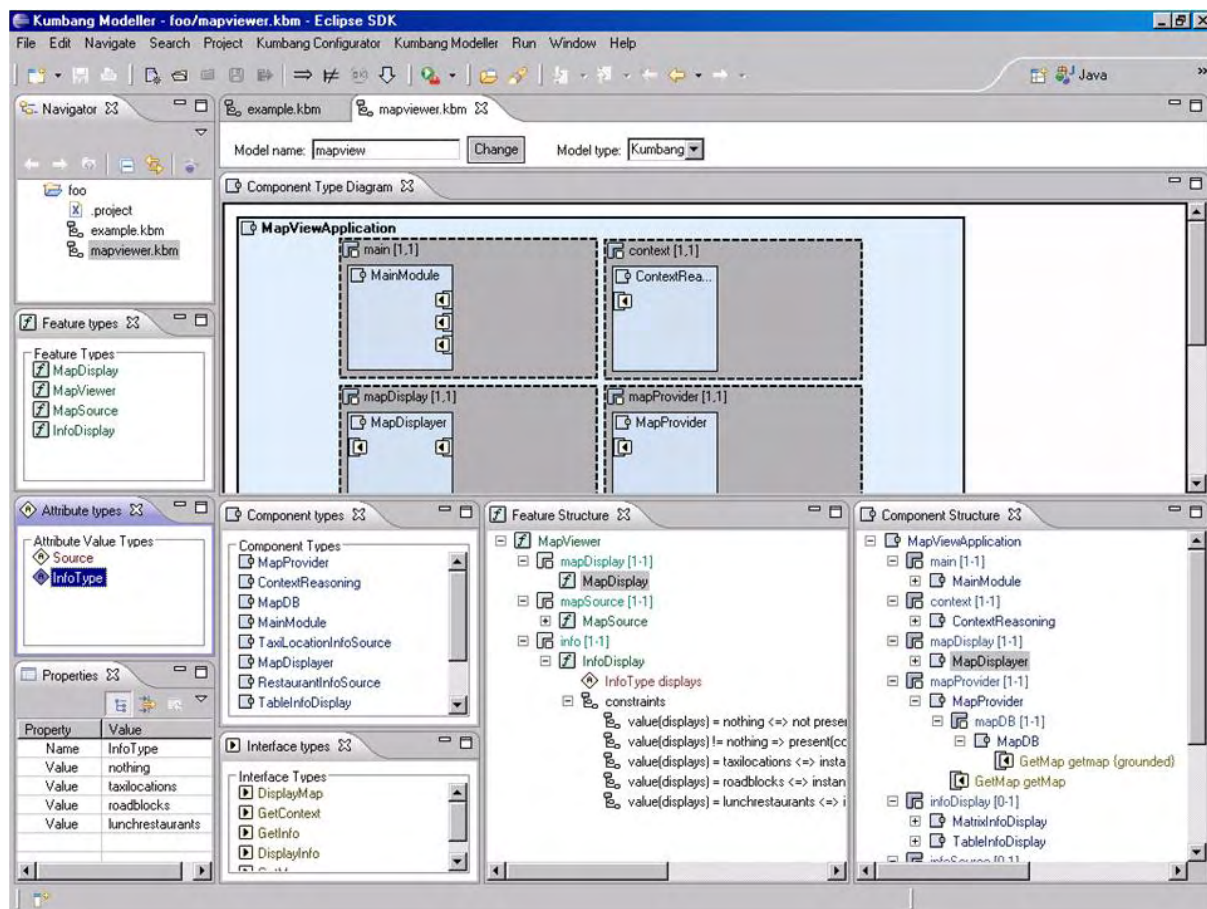 Kumbang Modeller - foo/mapviewer.kbm - Eclipse SDK
File Edit Navigate Search Project Kumbang Configurator Kumbang Modeller Run Window Help
Java
Navigator
foo
.project
example.kbm
mapviewer.kbm
example.kbm mapviewer.kbm
Model name: mapview Change Model type: Kumbang
Component Type Diagram
MapViewApplication
main [1,1] context [1,1]
MainModule ContextRea...
mapDisplay [1,1] mapProvider [1,1]
MapDisplayer MapProvider
Feature types
Feature Types
MapDisplay
MapViewer
MapSource
InfoDisplay
Attribute types
Attribute Value Types
Source
InfoType
Properties
Property Value
Name InfoType
Value nothing
Value taxilocations
Value roadblocks
Value lunchrestaurants
Component types
Component Types
MapProvider
ContextReasoning
MapDB
MainModule
TaxiLocationInfoSource
MapDisplayer
RestaurantInfoSource
TableInfoDisplay
Interface types
Interface Types
DisplayMap
GetContext
GetInfo
DisplayInfo
Feature Structure
MapViewer
mapDisplay [1-1]
MapDisplay
mapSource [1-1]
MapSource
info [1-1]
InfoDisplay
InfoType displays
constraints
value(displays) = nothing <=> not preser
value(displays) != nothing => present(cc
value(displays) = taxilocations <=> insta
value(displays) = roadblocks <=> instan
value(displays) = lunchrestaurants <=> i
Component Structure
MapViewApplication
main [1-1]
MainModule
context [1-1]
ContextReasoning
mapDisplay [1-1]
MapDisplayer
mapProvider [1-1]
MapProvider
mapDB [1-1]
MapDB
GetMap getmap {grounded}
GetMap getMap
infoDisplay [0-1]
MatrixInfoDisplay
TableInfoDisplay
infoSource [0-1]